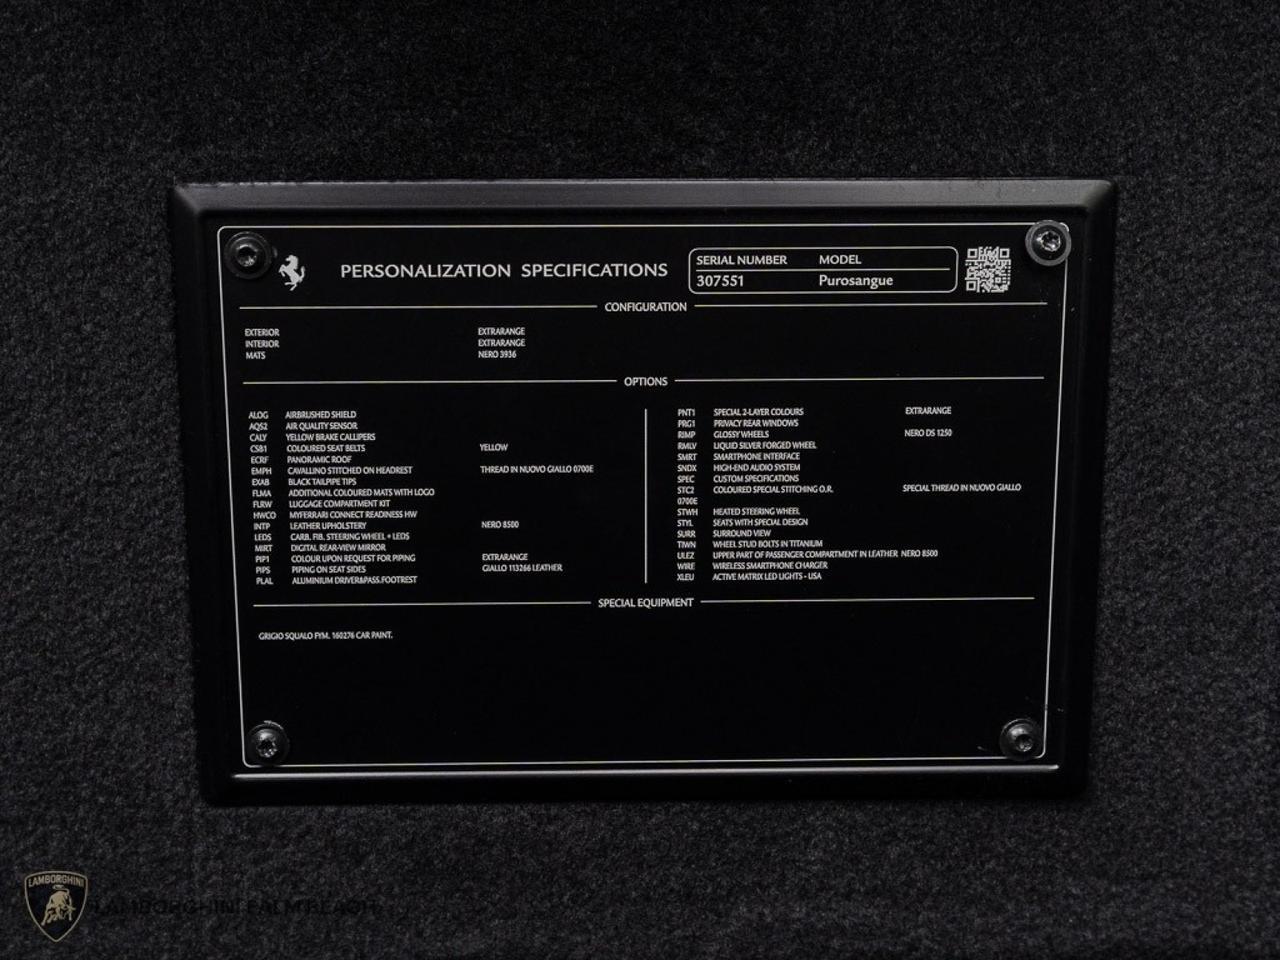 PERSONALIZATION SPECIFICATIONS
SERIAL NUMBER MODEL
307551 Purosangue
CONFIGURATION
EXTERIOR EXTRARANGE
INTERIOR EXTRARANGE
MATS NERO 3936
OPTIONS
ALOG AIRBRUSHED SHIELD
AQS2 AIR QUALITY SENSOR
CALY YELLOW BRAKE CALLIPERS
CSB1 COLOURED SEAT BELTS YELLOW
ECRF PANORAMIC ROOF
EMPH CAVALLINO STITCHED ON HEADREST THREAD IN NUOVO GIALLO 0700E
EXAB BLACK TAILPIPE TIPS
FLMA ADDITIONAL COLOURED MATS WITH LOGO
FLRW LUGGAGE COMPARTMENT KIT
HWCO MYFERRARI CONNECT READINESS HW
INTP LEATHER UPHOLSTERY NERO 8500
LEDS CARB. FIB. STEERING WHEEL + LEDS
MIRT DIGITAL REAR-VIEW MIRROR
PIP1 COLOUR UPON REQUEST FOR PIPING EXTRARANGE
PIPS PIPING ON SEAT SIDES GIALLO 113266 LEATHER
PLAL ALUMINIUM DRIVER&PASS.FOOTREST
PNT1 SPECIAL 2-LAYER COLOURS EXTRARANGE
PRG1 PRIVACY REAR WINDOWS
RIMP GLOSSY WHEELS NERO DS 1250
RMLV LIQUID SILVER FORGED WHEEL
SMRT SMARTPHONE INTERFACE
SNDX HIGH-END AUDIO SYSTEM
SPEC CUSTOM SPECIFICATIONS
STC2 COLOURED SPECIAL STITCHING O.R. SPECIAL THREAD IN NUOVO GIALLO
0700E
STWH HEATED STEERING WHEEL
STYL SEATS WITH SPECIAL DESIGN
SURR SURROUND VIEW
TIWN WHEEL STUD BOLTS IN TITANIUM
ULEZ UPPER PART OF PASSENGER COMPARTMENT IN LEATHER NERO 8500
WIRE WIRELESS SMARTPHONE CHARGER
XLEU ACTIVE MATRIX LED LIGHTS - USA
SPECIAL EQUIPMENT
GRIGIO SQUALO FYM. 160276 CAR PAINT.
LAMBORGHINI
LAMBORGHINI PALM BEACH